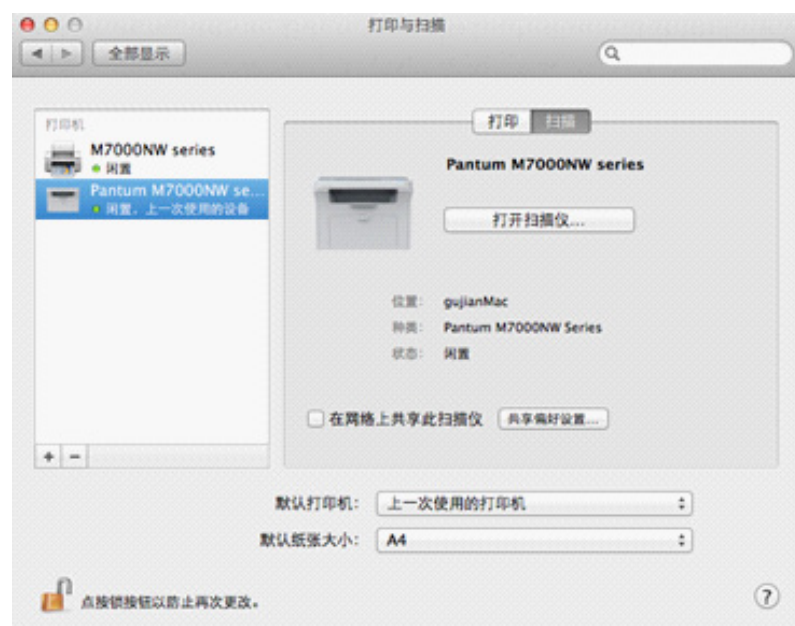 打印与扫描
全部显示
打印机
M7000NW series
闲置
Pantum M7000NW se...
闲置，上一次使用的设备
打印 扫描
Pantum M7000NW series
打开扫描仪...
位置： gujianMac
种类： Pantum M7000NW Series
状态： 闲置
在网络上共享此扫描仪 共享偏好设置...
+ -
默认打印机： 上一次使用的打印机
默认纸张大小： A4
点按锁按钮以防止再次更改。 ?